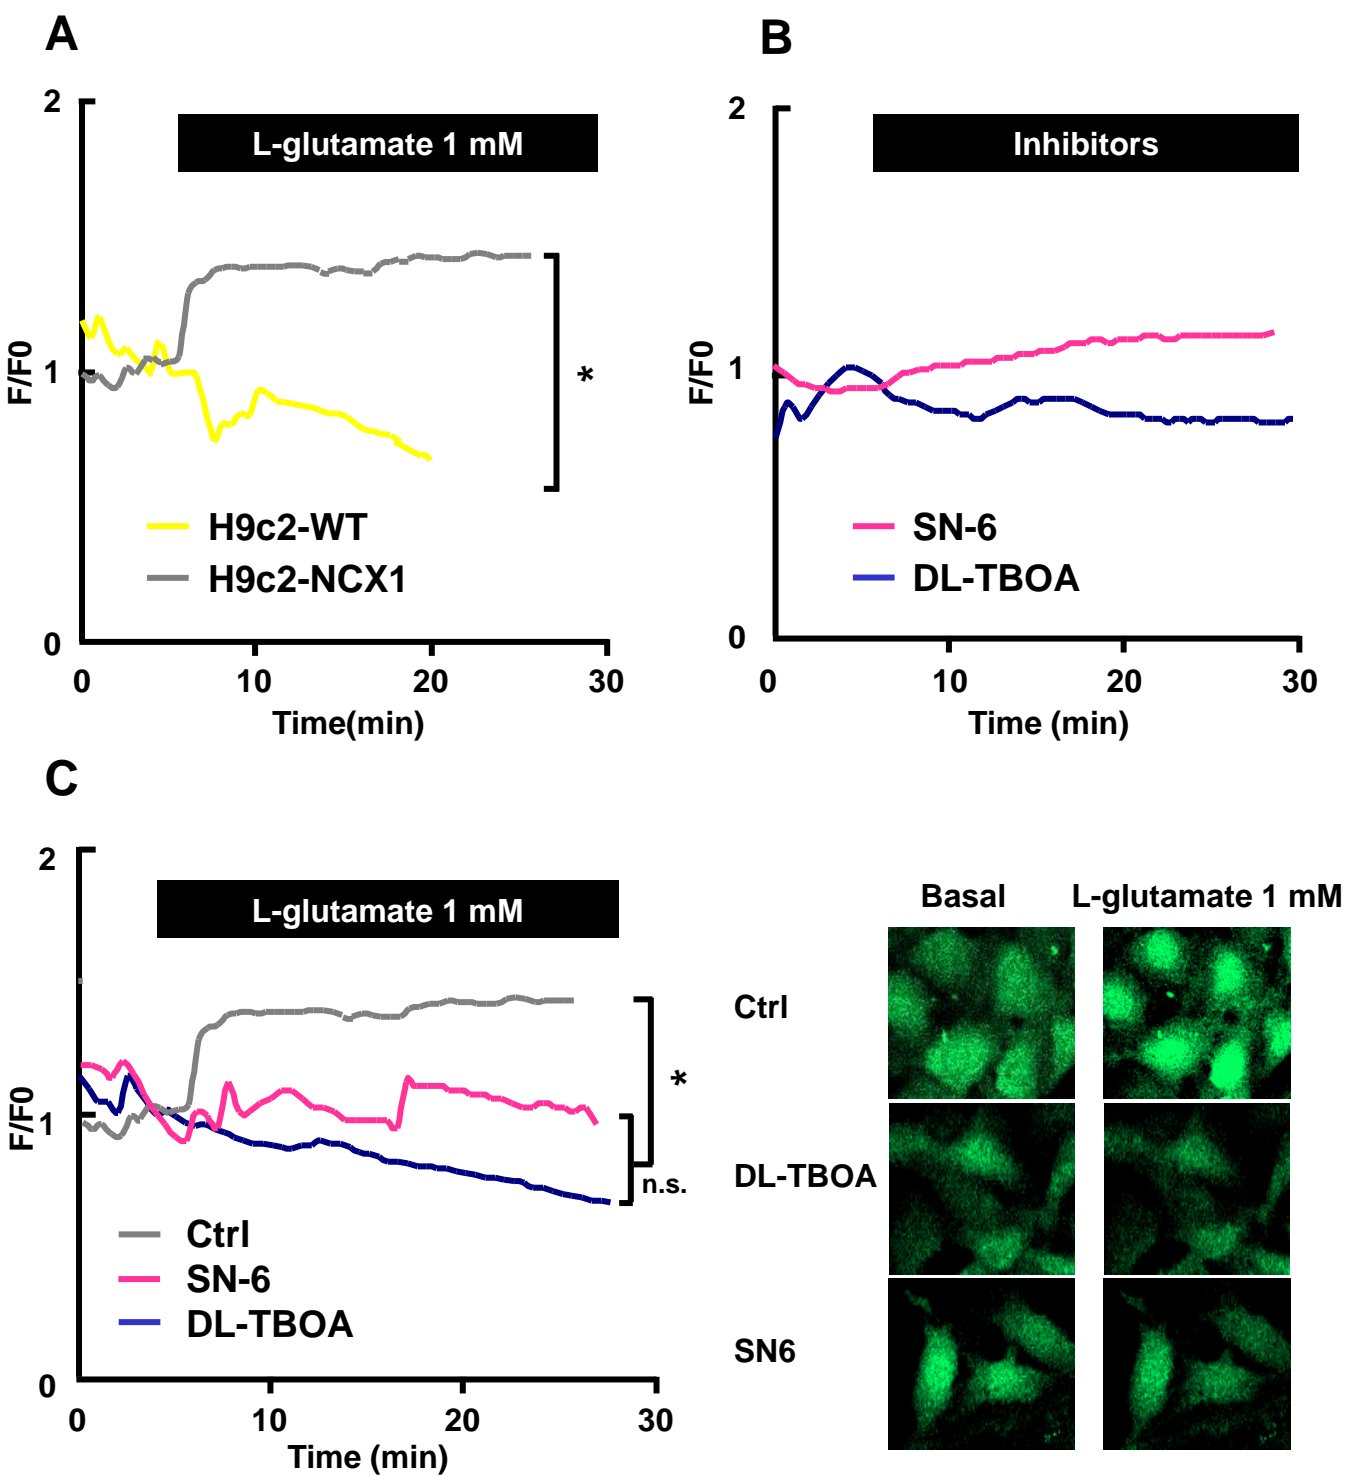 A
2
L-glutamate 1 mM
1
F/F0
*
H9c2-WT
H9c2-NCX1
0
0 10 20 30
Time(min)
B
2
Inhibitors
1
F/F0
SN-6
DL-TBOA
0
0 10 20 30
Time (min)
C
2
L-glutamate 1 mM
1
F/F0
*
n.s.
Ctrl
SN-6
DL-TBOA
0
0 10 20 30
Time (min)
Basal L-glutamate 1 mM
Ctrl
DL-TBOA
SN6